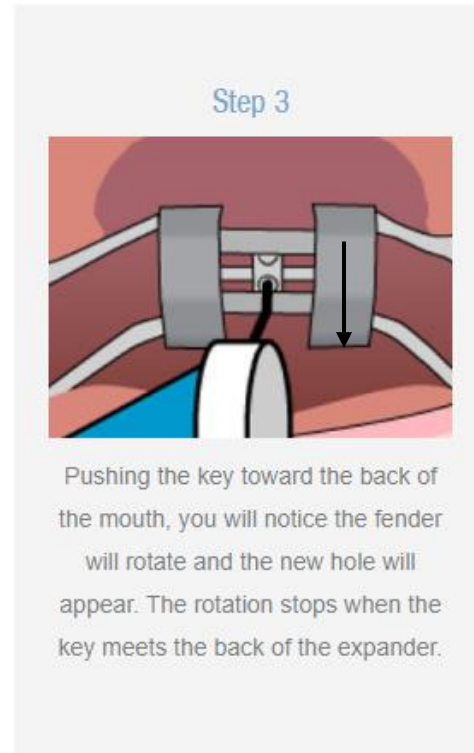 Step 3
Pushing the key toward the back of
the mouth, you will notice the fender
will rotate and the new hole will
appear. The rotation stops when the
key meets the back of the expander.